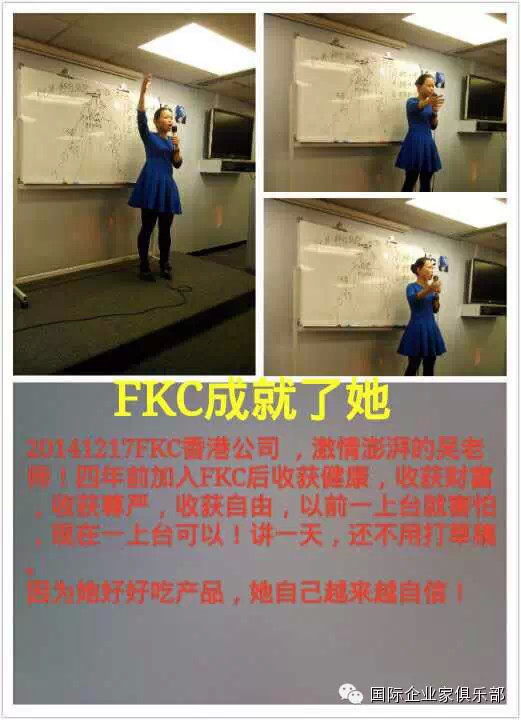 FKC成就了她
20141217FKC香港公司 ，激情澎湃的吴老
师！四年前加入FKC后收获健康，收获财富
，收获尊严，收获自由，以前一上台就害怕
，现在一上台可以！讲一天，还不用打草稿
。
因为她好好吃产品，她自己越来越自信！
国际企业家俱乐部